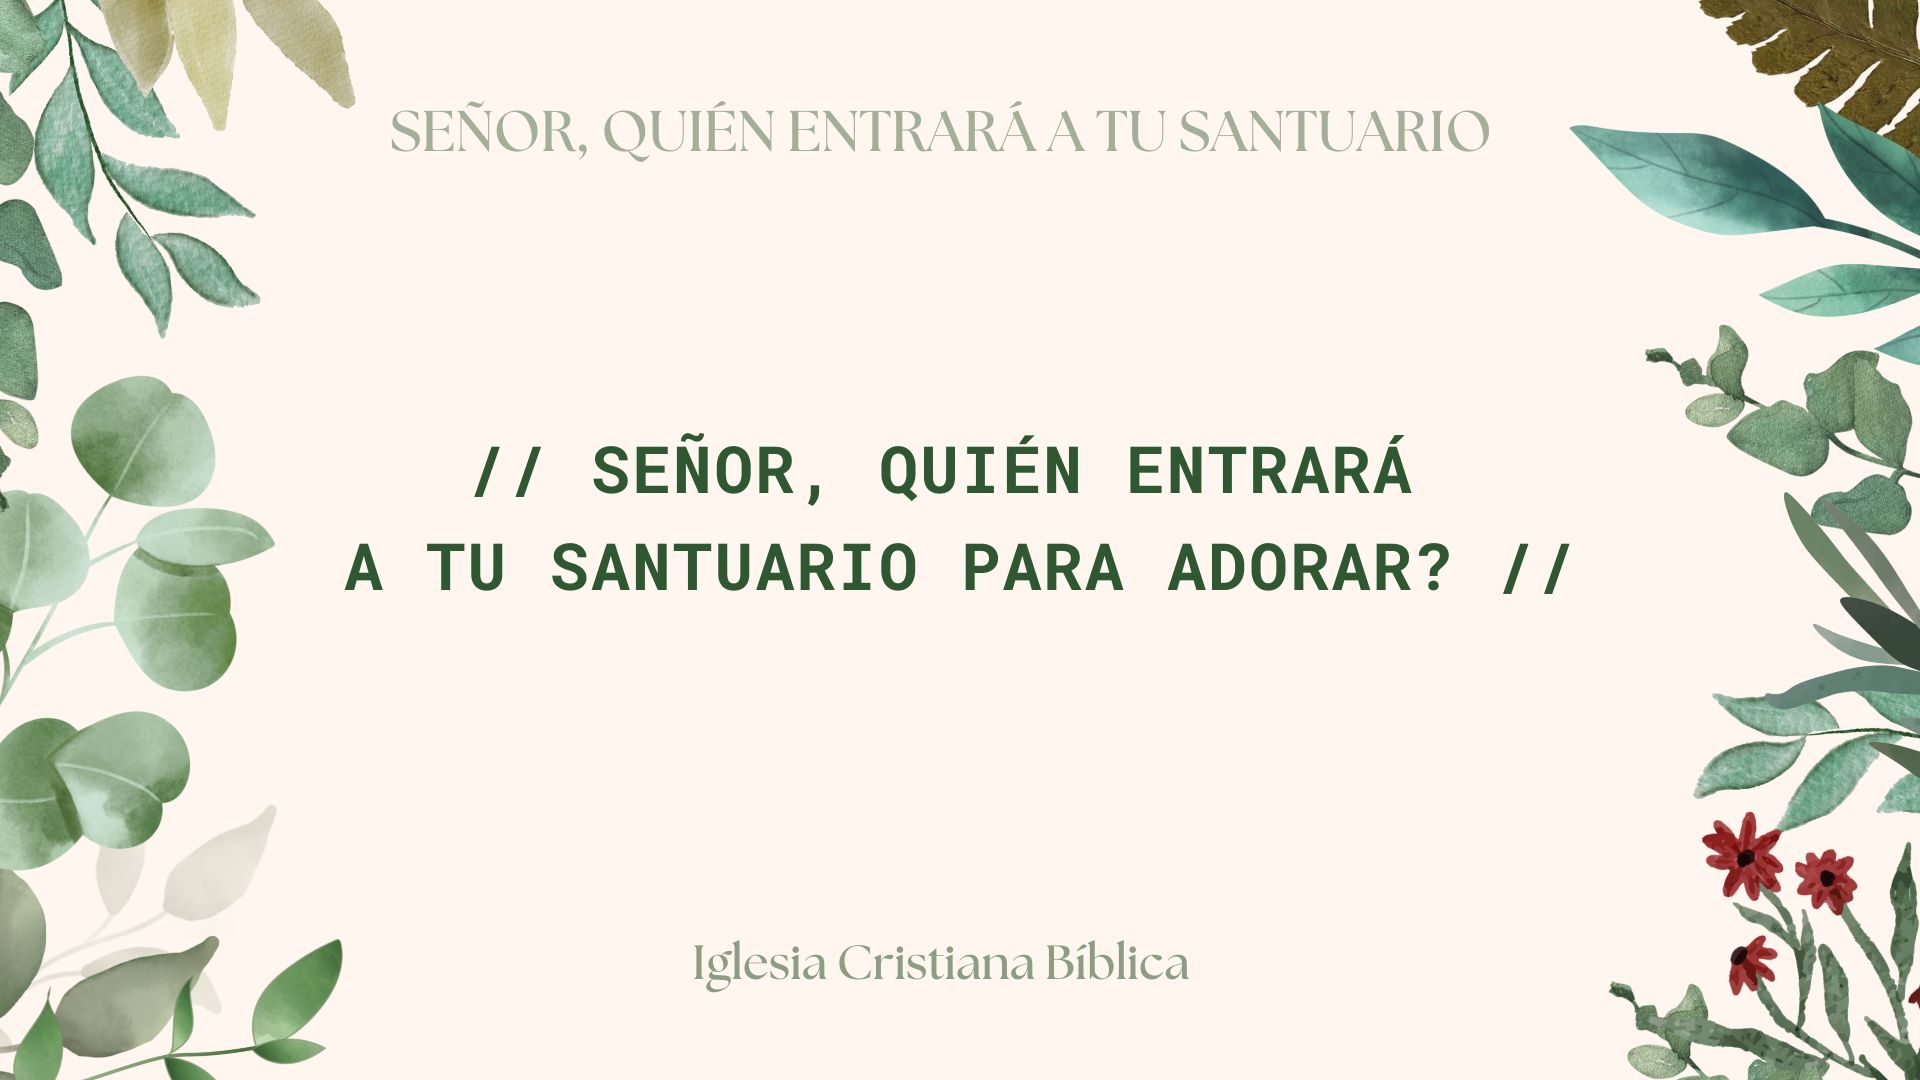 SEÑOR, QUIÉN ENTRARÁ A TU SANTUARIO
// SEÑOR, QUIÉN ENTRARÁ
A TU SANTUARIO PARA ADORAR? //
Iglesia Cristiana Bíblica